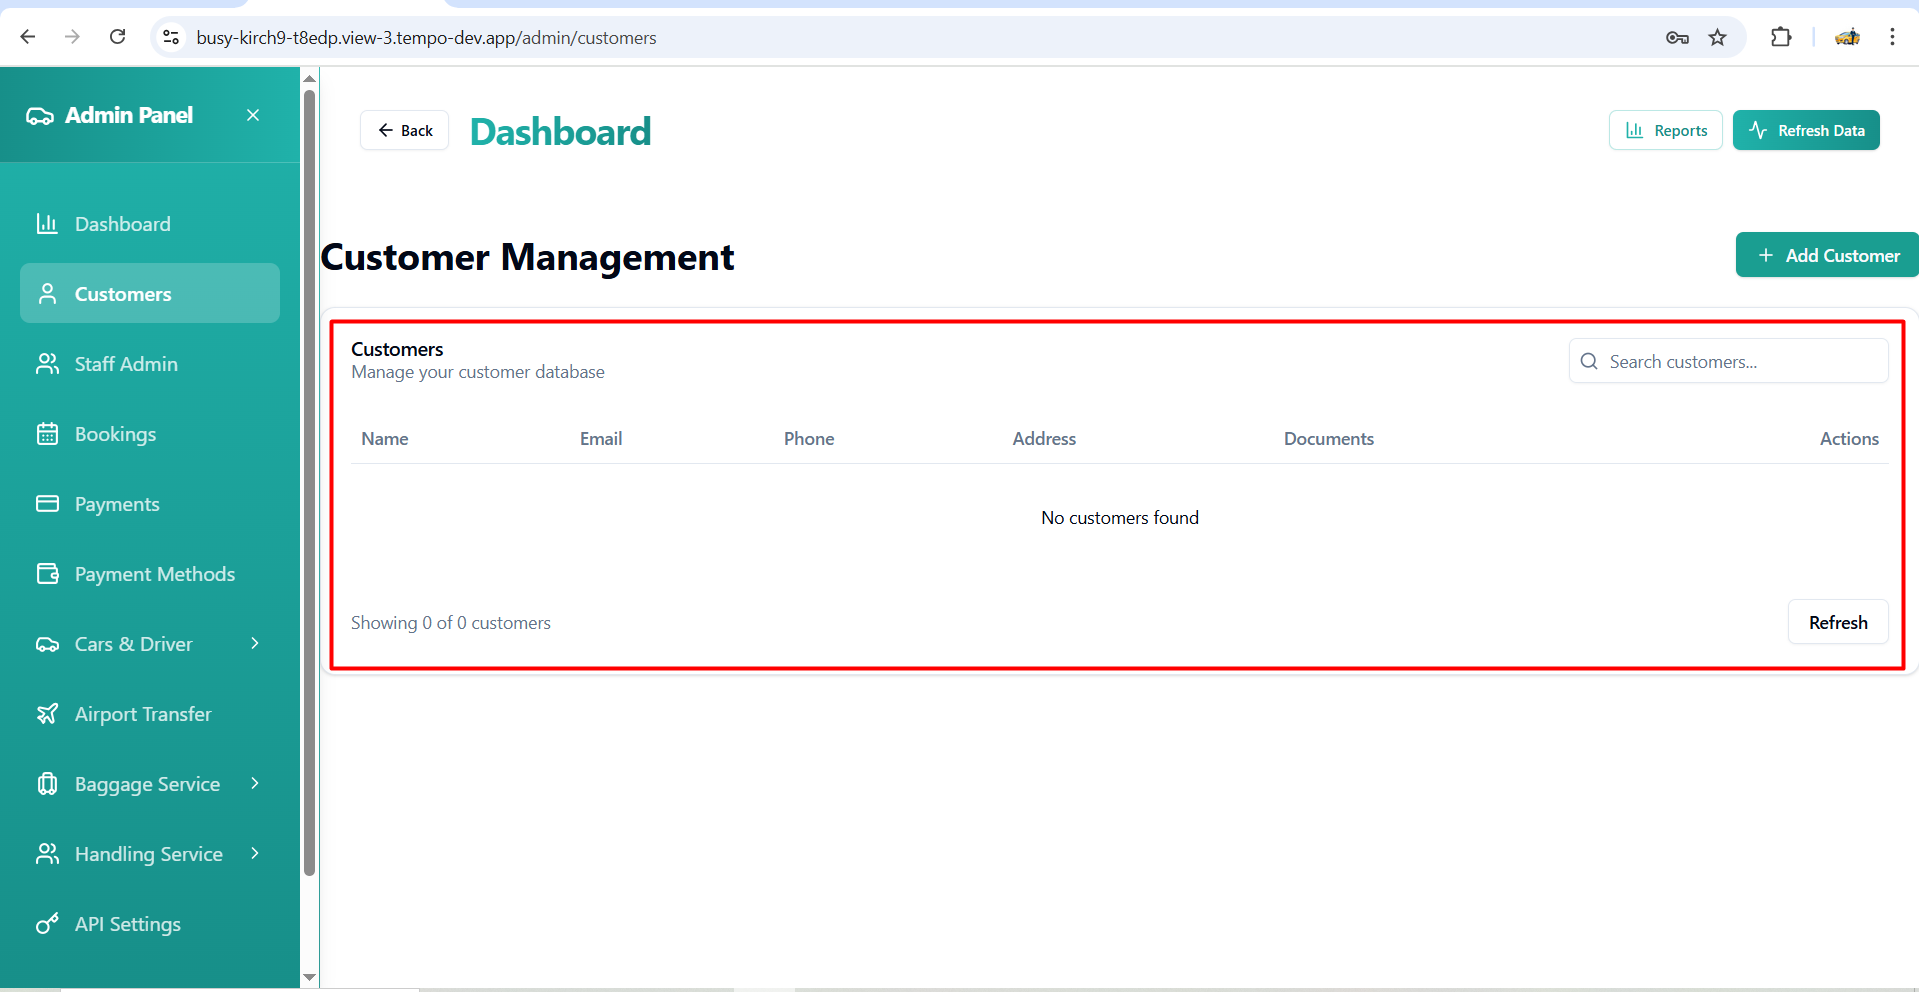 busy-kirch9-t8edp.view-3.tempo-dev.app/admin/customers
Admin Panel
Dashboard
Customers
Staff Admin
Bookings
Payments
Payment Methods
Cars & Driver
Airport Transfer
Baggage Service
Handling Service
API Settings
Back
Dashboard
Reports
Refresh Data
Customer Management
Add Customer
Customers
Manage your customer database
Search customers...
Name Email Phone Address Documents Actions
No customers found
Showing 0 of 0 customers
Refresh